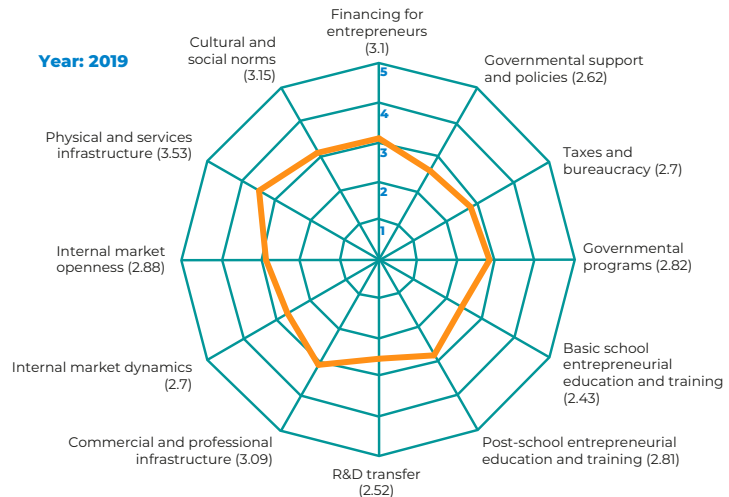 Year: 2019
Financing for
entrepreneurs
(3.1)
Governmental support
and policies (2.62)
Taxes and
bureaucracy (2.7)
Governmental
programs (2.82)
Basic school
entrepreneurial
education and training
(2.43)
Post-school entrepreneurial
education and training (2.81)
R&D transfer
(2.52)
Commercial and professional
infrastructure (3.09)
Internal market dynamics
(2.7)
Internal market
openness (2.88)
Physical and services
infrastructure (3.53)
Cultural and
social norms
(3.15)
5
4
3
2
1